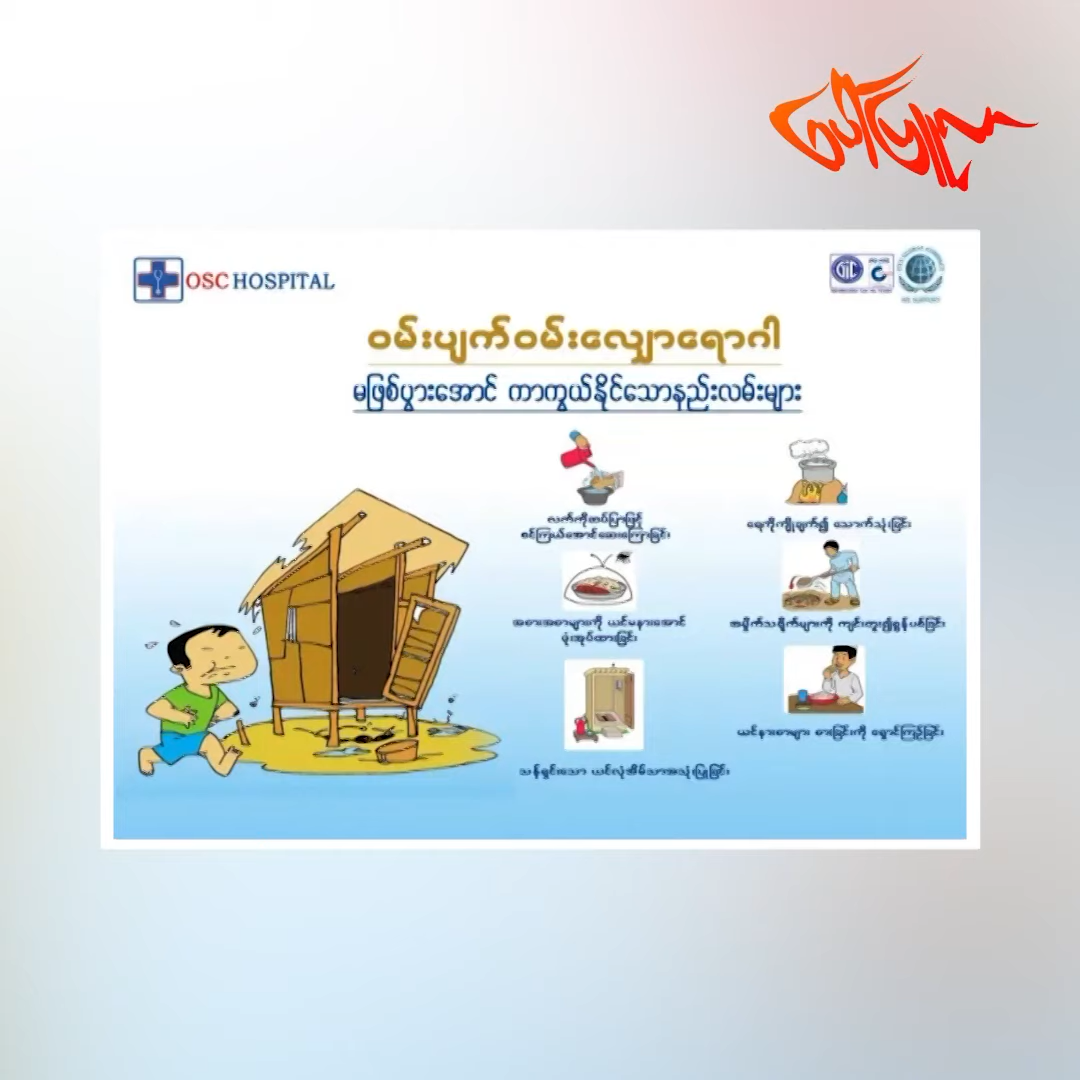 ပေါ်ပြူလာ
OSC HOSPITAL
GIC
ဝမ်းပျက်ဝမ်းလျှောရောဂါ
မဖြစ်ပွားအောင် ကာကွယ်နိုင်သောနည်းလမ်းများ
လက်ကိုဆပ်ပြာဖြင့်
စင်ကြယ်အောင်ဆေးကြောခြင်း
ရေကိုကျိုချက်၍ သောက်သုံးခြင်း
အစားအစာများကို ယင်မနားအောင်
ဖုံးအုပ်ထားခြင်း
အမှိုက်သရိုက်များကို ကျင်းတူး၍စွန့်ပစ်ခြင်း
သန့်ရှင်းသော ယင်လုံအိမ်သာအသုံးပြုခြင်း
ယင်နားစာများ စားခြင်းကို ရှောင်ကြဉ်ခြင်း